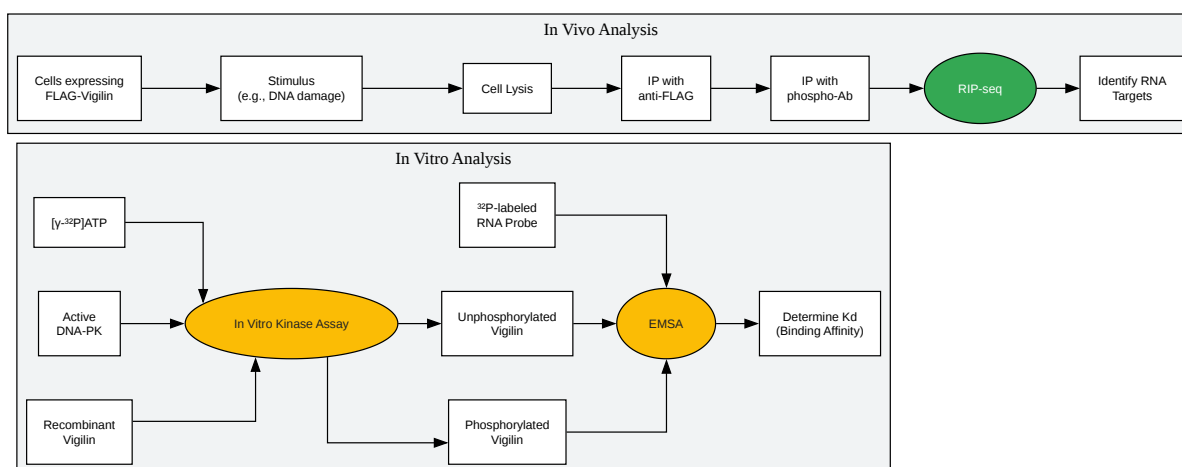 In Vivo Analysis
Cells expressing
FLAG-Vigilin
Stimulus
(e.g., DNA damage)
Cell Lysis
IP with
anti-FLAG
IP with
phospho-Ab
RIP-seq
Identify RNA
Targets
In Vitro Analysis
[γ-³²P]ATP
³²P-labeled
RNA Probe
Active
DNA-PK
In Vitro Kinase Assay
Unphosphorylated
Vigilin
EMSA
Determine Kd
(Binding Affinity)
Recombinant
Vigilin
Phosphorylated
Vigilin